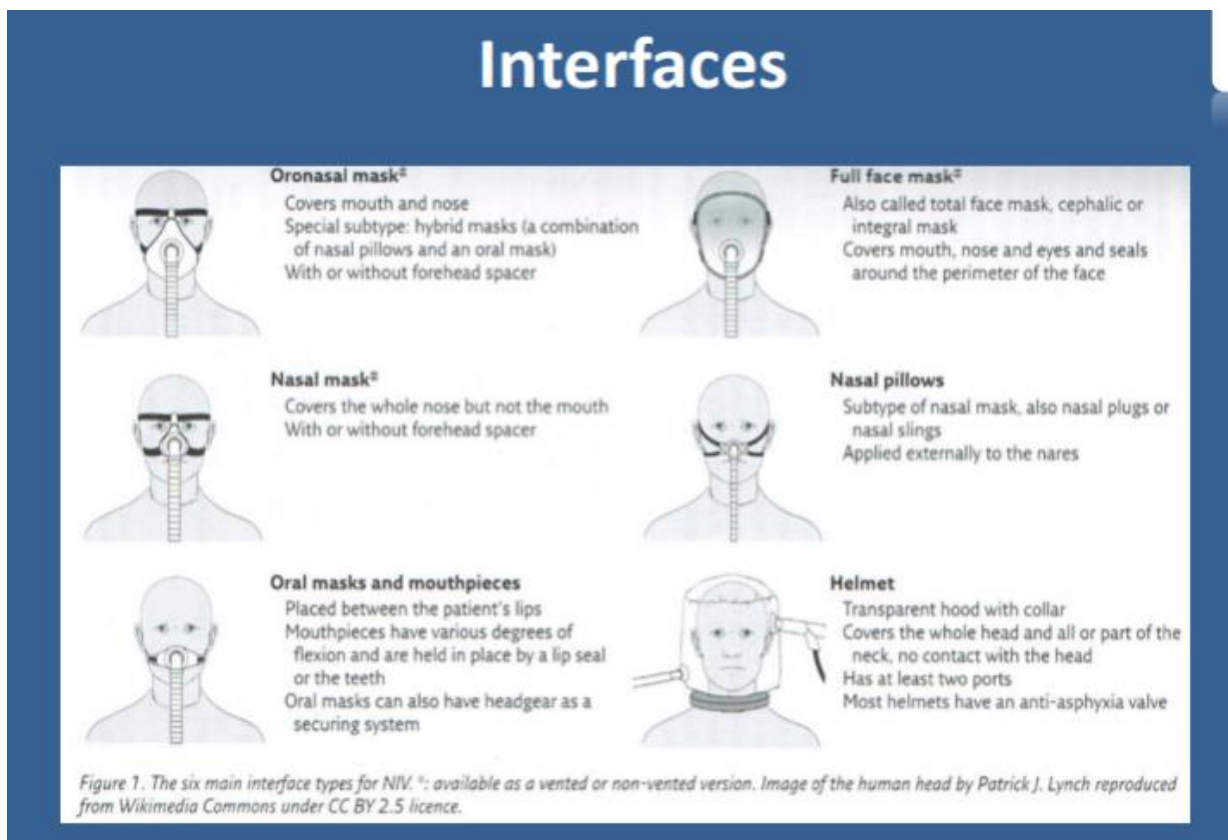 Interfaces
Oronasal mask⁑
Covers mouth and nose
Special subtype: hybrid masks (a combination
of nasal pillows and an oral mask)
With or without forehead spacer
Full face mask⁑
Also called total face mask, cephalic or
integral mask
Covers mouth, nose and eyes and seals
around the perimeter of the face
Nasal mask⁑
Covers the whole nose but not the mouth
With or without forehead spacer
Nasal pillows
Subtype of nasal mask, also nasal plugs or
nasal slings
Applied externally to the nares
Oral masks and mouthpieces
Placed between the patient's lips
Mouthpieces have various degrees of
flexion and are held in place by a lip seal
or the teeth
Oral masks can also have headgear as a
securing system
Helmet
Transparent hood with collar
Covers the whole head and all or part of the
neck, no contact with the head
Has at least two ports
Most helmets have an anti-asphyxia valve
Figure 1. The six main interface types for NIV. ⁑: available as a vented or non-vented version. Image of the human head by Patrick J. Lynch reproduced
from Wikimedia Commons under CC BY 2.5 licence.